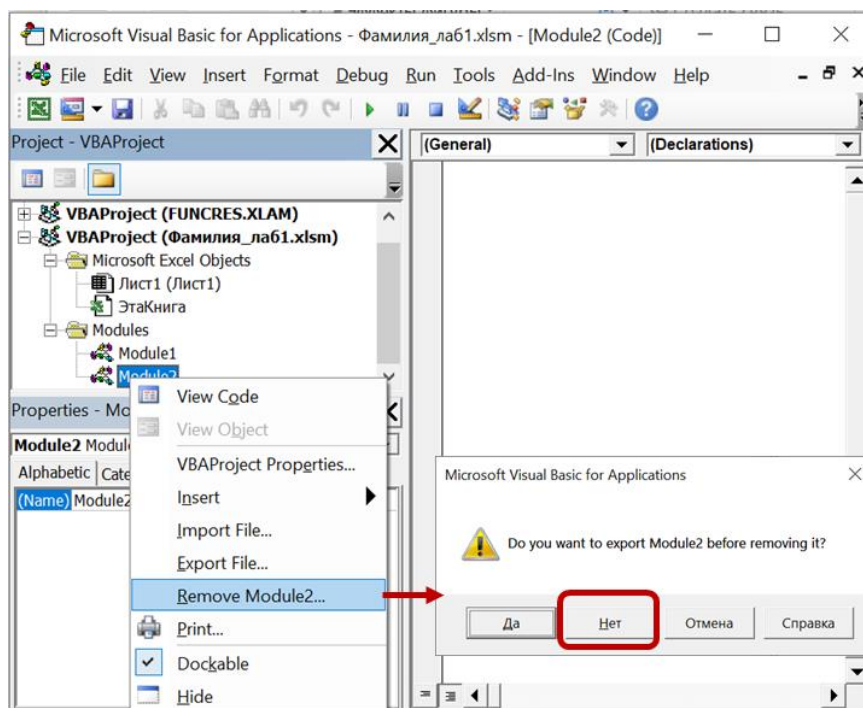 Microsoft Visual Basic for Applications - Фамилия_лаб1.xlsm - [Module2 (Code)]
File Edit View Insert Format Debug Run Tools Add-Ins Window Help
Project - VBAProject
(General) (Declarations)
VBAProject (FUNCRES.XLAM)
VBAProject (Фамилия_лаб1.xlsm)
Microsoft Excel Objects
Лист1 (Лист1)
ЭтаКнига
Modules
Module1
Module2
Properties - Mo
Module2 Modul
Alphabetic Cate
(Name) Module2
View Code
View Object
VBAProject Properties...
Insert
Import File...
Export File...
Remove Module2...
Print...
Dockable
Hide
Microsoft Visual Basic for Applications
Do you want to export Module2 before removing it?
Да Нет Отмена Справка